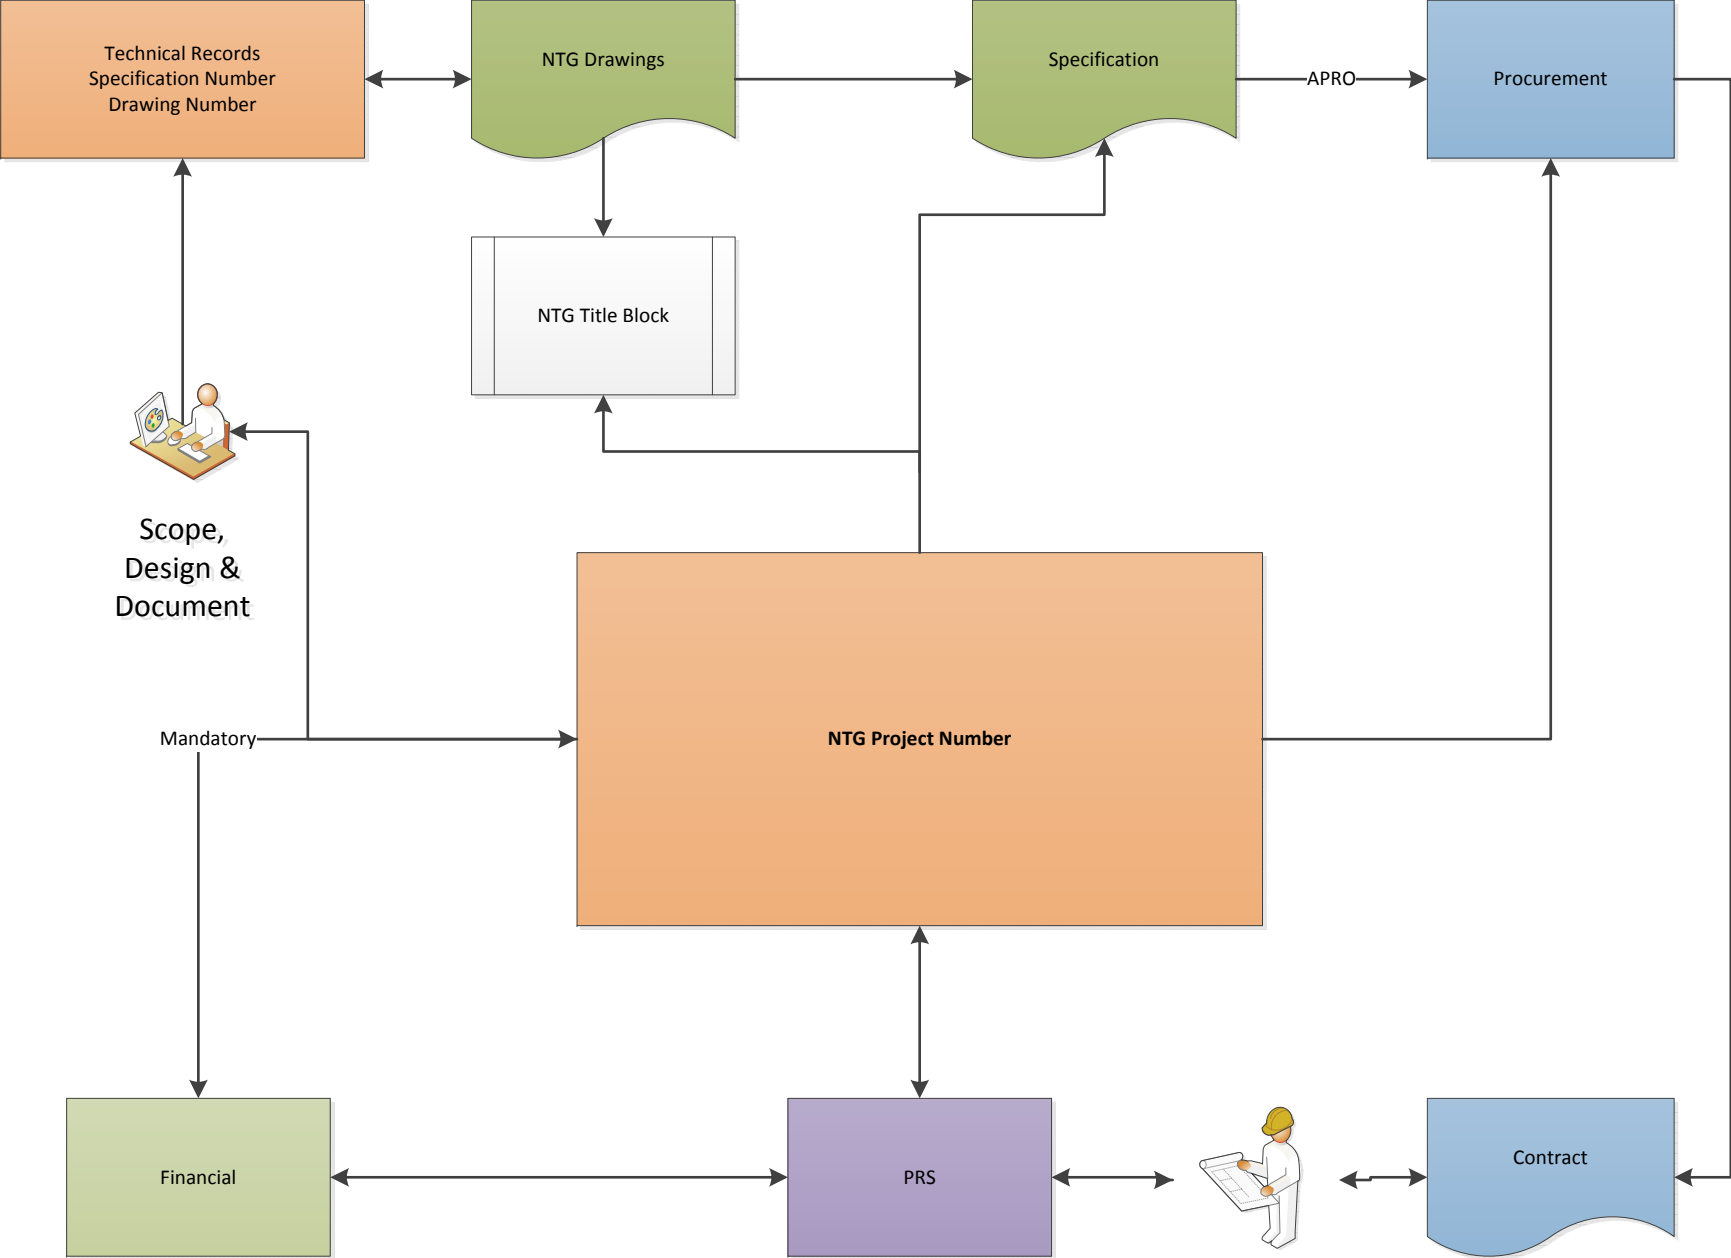 Technical Records
Specification Number
Drawing Number
NTG Drawings
Specification
APRO
Procurement
NTG Title Block
Scope,
Design &
Document
Mandatory
NTG Project Number
Financial
PRS
Contract